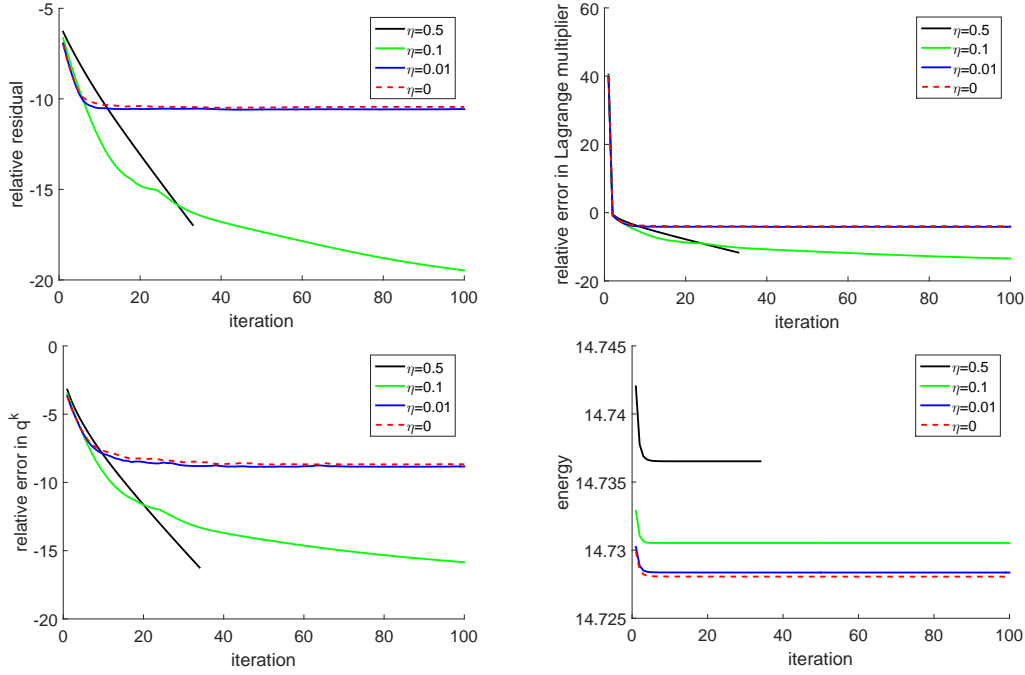 -5
-10
-15
-20
relative residual
0 20 40 60 80 100
iteration
η=0.5
η=0.1
η=0.01
η=0
60
40
20
0
-20
relative error in Lagrange multiplier
0 20 40 60 80 100
iteration
η=0.5
η=0.1
η=0.01
η=0
0
-5
-10
-15
-20
relative error in q^k
0 20 40 60 80 100
iteration
η=0.5
η=0.1
η=0.01
η=0
14.745
14.74
14.735
14.73
14.725
energy
0 20 40 60 80 100
iteration
η=0.5
η=0.1
η=0.01
η=0